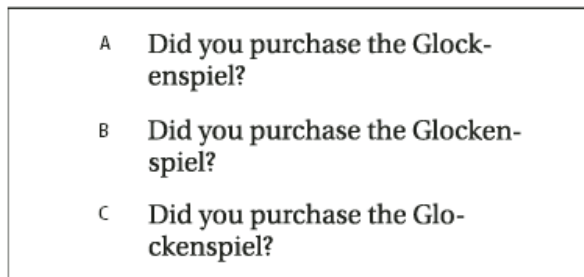 A Did you purchase the Glock-
enspiel?
B Did you purchase the Glocken-
spiel?
C Did you purchase the Glo-
ckenspiel?